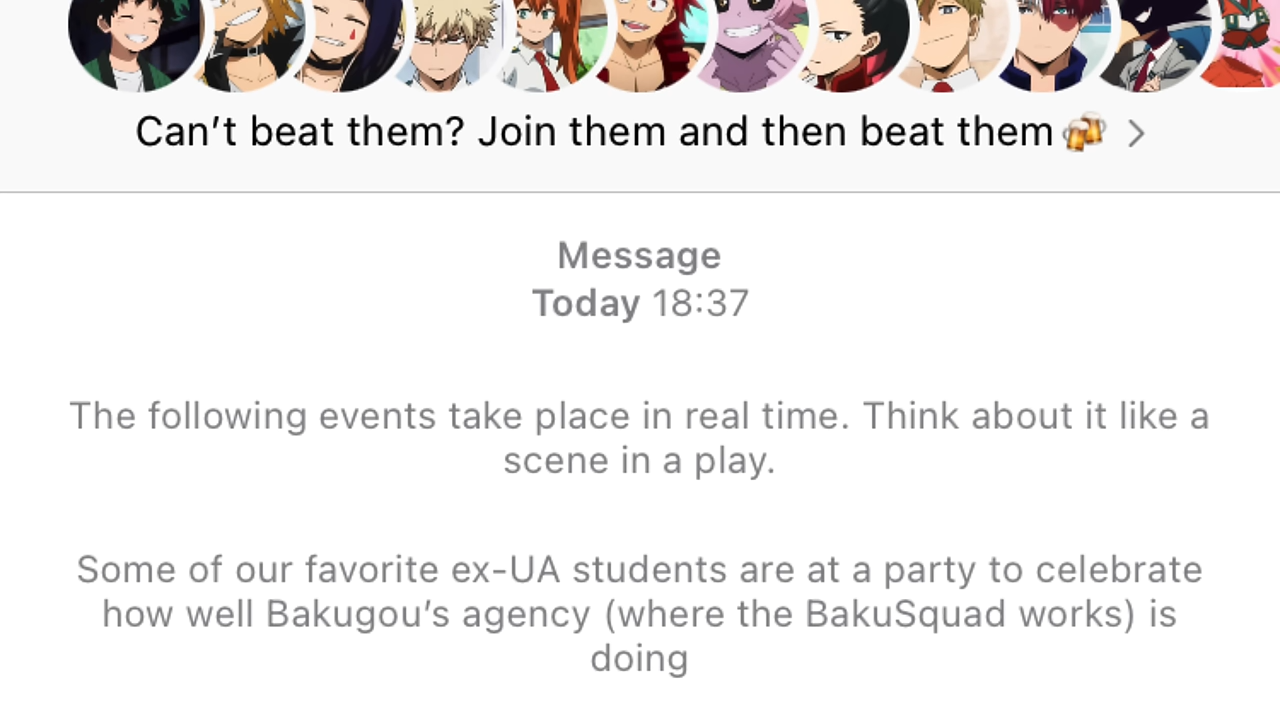 Can’t beat them? Join them and then beat them🍻 >
Message
Today 18:37
The following events take place in real time. Think about it like a
scene in a play.
Some of our favorite ex-UA students are at a party to celebrate
how well Bakugou’s agency (where the BakuSquad works) is
doing